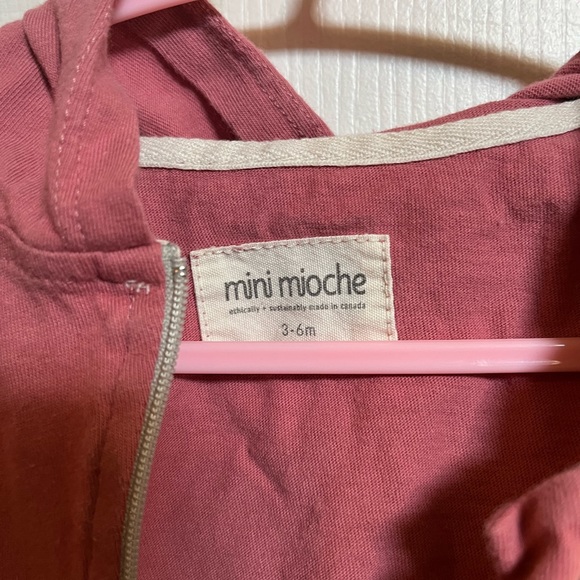 mini mioche
ethically + sustainably made in canada
3-6m